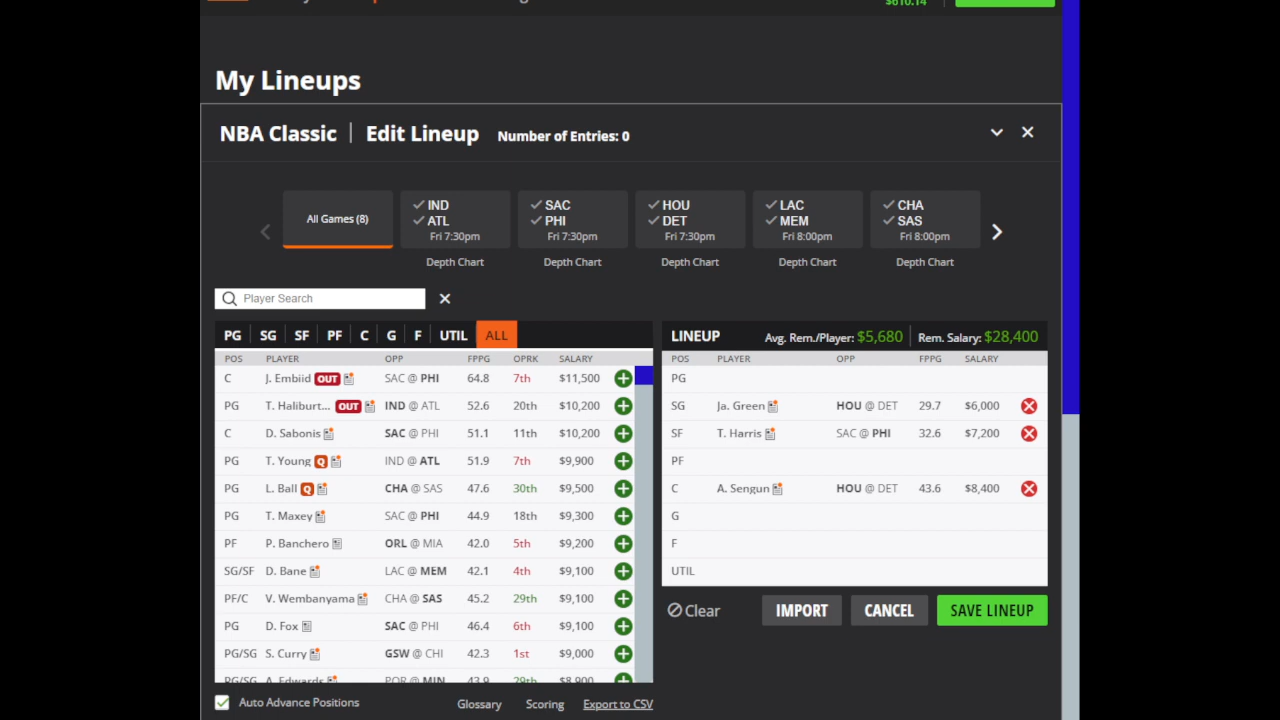 $610.14
My Lineups
NBA Classic | Edit Lineup Number of Entries: 0
All Games (8)
IND
ATL
Fri 7:30pm
SAC
PHI
Fri 7:30pm
HOU
DET
Fri 7:30pm
LAC
MEM
Fri 8:00pm
CHA
SAS
Fri 8:00pm
Depth Chart Depth Chart Depth Chart Depth Chart Depth Chart
Player Search
PG SG SF PF C G F UTIL ALL
POS PLAYER OPP FPPG OPRK SALARY
C J. Embiid OUT SAC @ PHI 64.8 7th $11,500
PG T. Haliburt... OUT IND @ ATL 52.6 20th $10,200
C D. Sabonis SAC @ PHI 51.1 11th $10,200
PG T. Young Q IND @ ATL 51.9 7th $9,900
PG L. Ball Q CHA @ SAS 47.6 30th $9,500
PG T. Maxey SAC @ PHI 44.9 18th $9,300
PF P. Banchero ORL @ MIA 42.0 5th $9,200
SG/SF D. Bane LAC @ MEM 42.1 4th $9,100
PF/C V. Wembanyama CHA @ SAS 45.2 29th $9,100
PG D. Fox SAC @ PHI 46.4 6th $9,100
PG/SG S. Curry GSW @ CHI 42.3 1st $9,000
PG/SG A. Edwards POR @ MIN 43.9 29th $8,900
Auto Advance Positions Glossary Scoring Export to CSV
LINEUP Avg. Rem./Player: $5,680 Rem. Salary: $28,400
POS PLAYER OPP FPPG SALARY
PG
SG Ja. Green HOU @ DET 29.7 $6,000
SF T. Harris SAC @ PHI 32.6 $7,200
PF
C A. Sengun HOU @ DET 43.6 $8,400
G
F
UTIL
Clear IMPORT CANCEL SAVE LINEUP